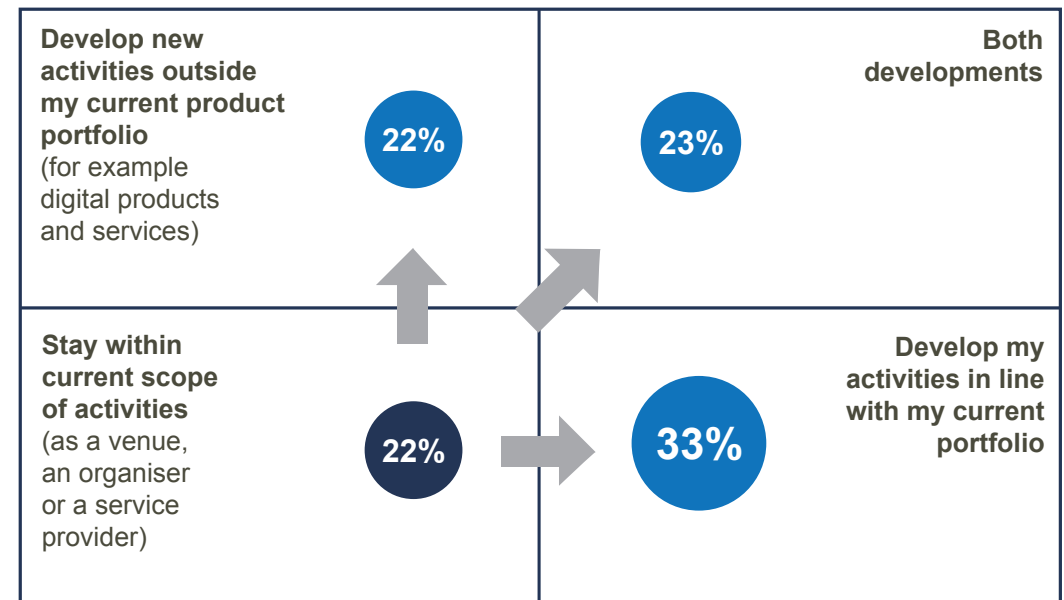 Develop new
activities outside
my current product
portfolio
(for example
digital products
and services)
22%
Both
developments
23%
Stay within
current scope
of activities
(as a venue,
an organiser
or a service
provider)
22%
Develop my
activities in line
with my current
portfolio
33%